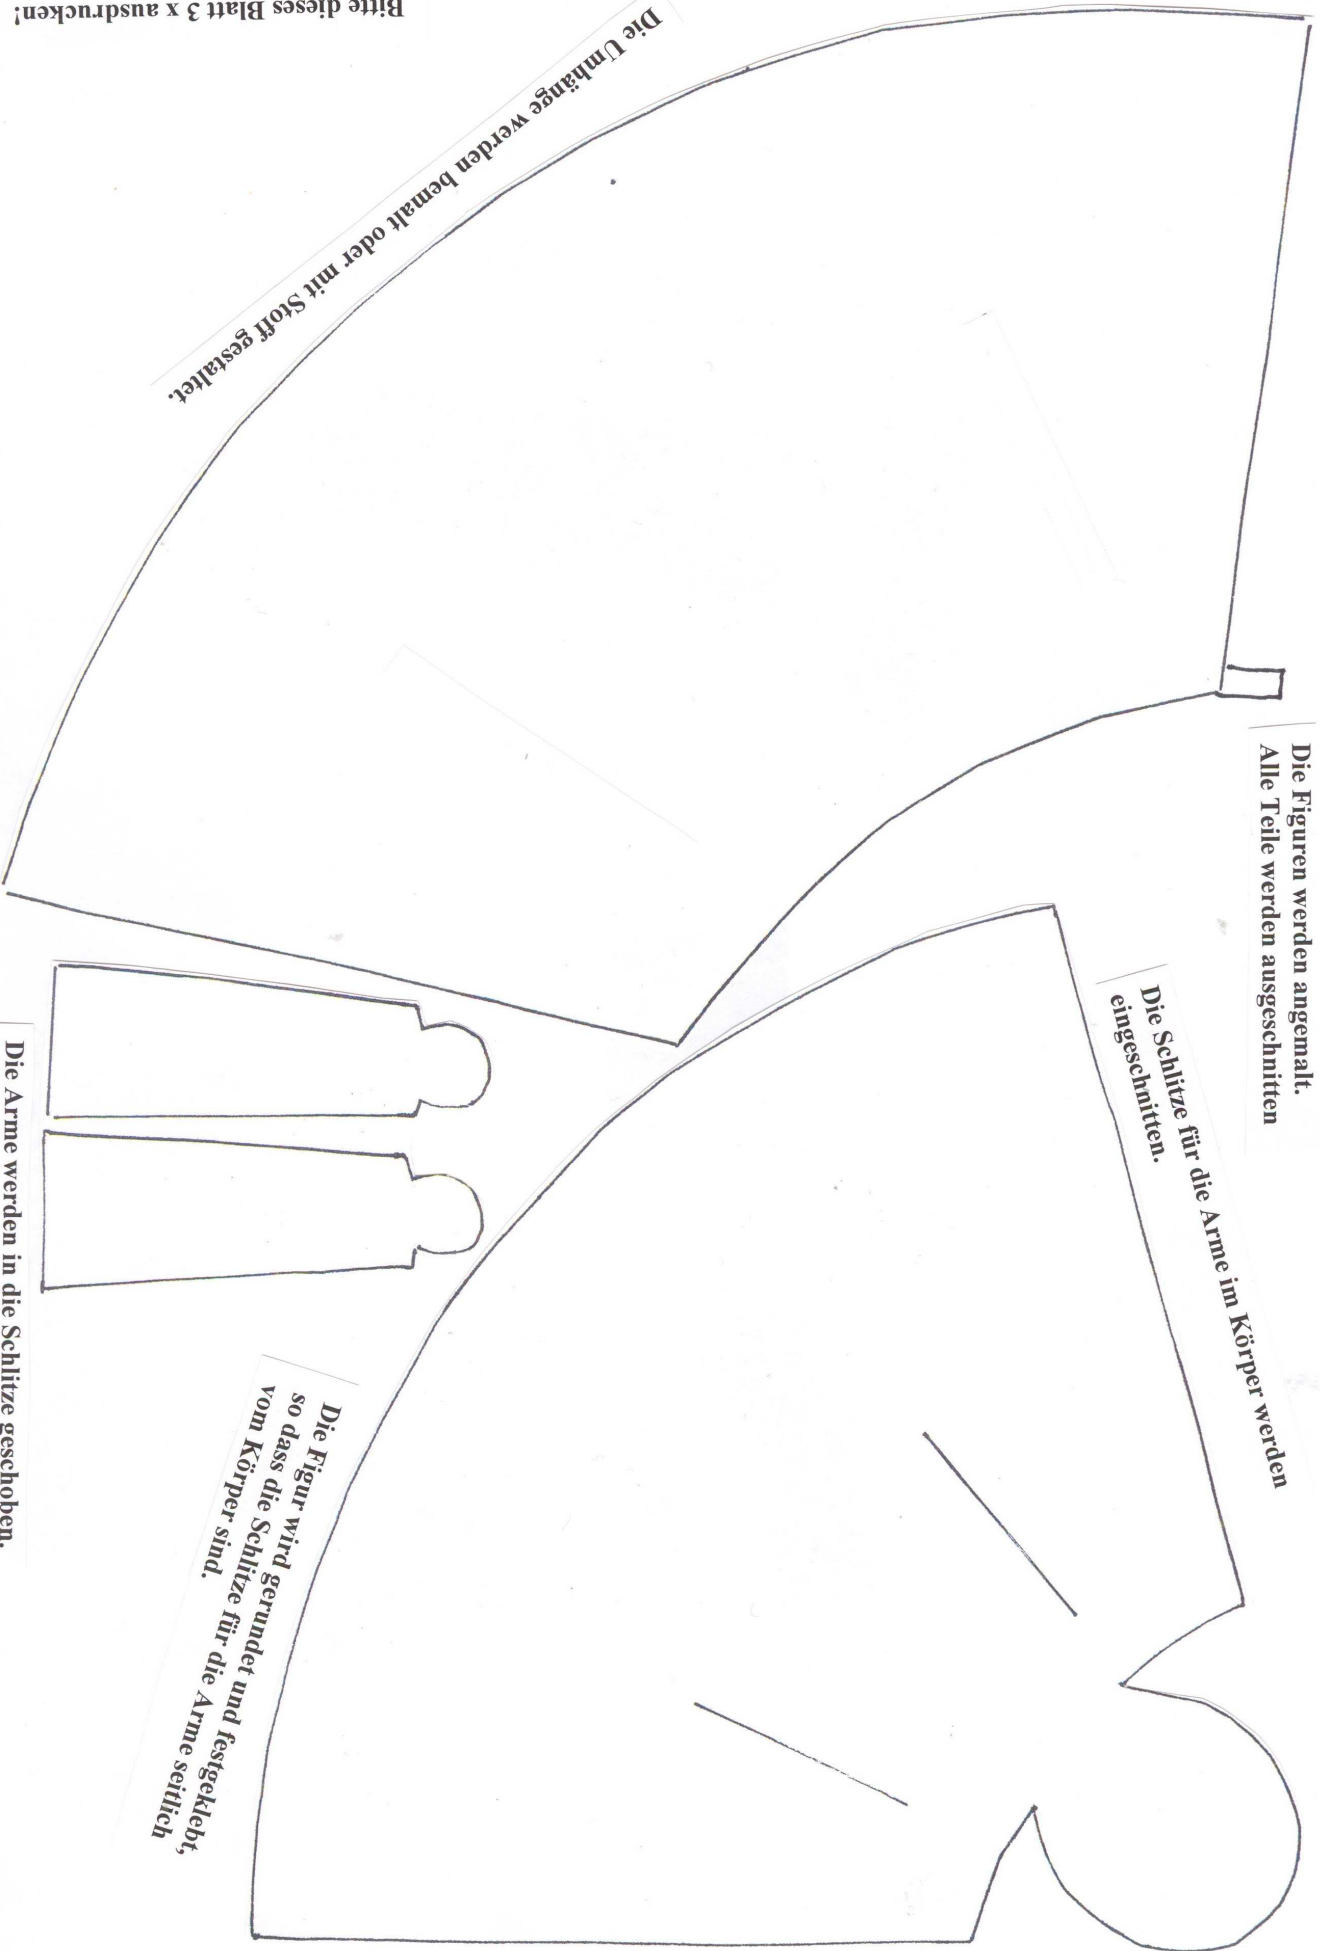 Bitte dieses Blatt 3 x ausdrucken!
Die Umhänge werden bemalt oder mit Stoff gestaltet.
Die Figuren werden angemalt.
Alle Teile werden ausgeschnitten
Die Schlitze für die Arme im Körper werden
eingeschnitten.
Die Figur wird gerundet und festgeklebt,
so dass die Schlitze für die Arme seitlich
vom Körper sind.
Die Arme werden in die Schlitze geschoben.